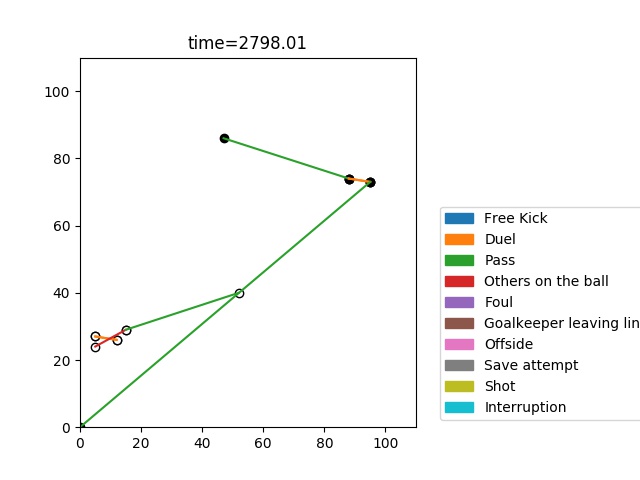 time=2798.01
100
80
60
40
20
0
0 20 40 60 80 100
Free Kick
Duel
Pass
Others on the ball
Foul
Goalkeeper leaving lin
Offside
Save attempt
Shot
Interruption